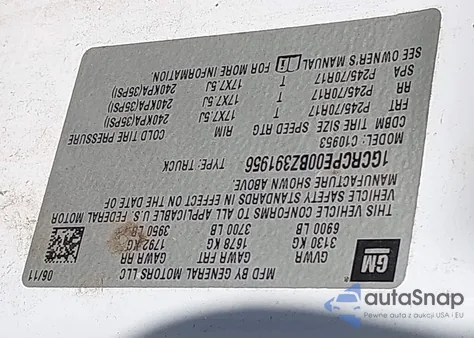 MFD BY GENERAL MOTORS LLC 06/11
GM
GVWR GAWR FRT GAWR RR
3130 KG 1678 KG 1792 KG
6900 LB 3700 LB 3950 LB
THIS VEHICLE CONFORMS TO ALL APPLICABLE U.S. FEDERAL MOTOR
VEHICLE SAFETY STANDARDS IN EFFECT ON THE DATE OF
MANUFACTURE SHOWN ABOVE.
1GCRCPE00BZ391956 TYPE: TRUCK
MODEL: C10953
COBM TIRE SIZE SPEED RTG RIM COLD TIRE PRESSURE
FRT P245/70R17 T 17X7.5J 240KPA(35PSI)
RR P245/70R17 T 17X7.5J 240KPA(35PSI)
SPA P245/70R17 T 17X7.5J 240KPA(35PSI)
SEE OWNER'S MANUAL FOR MORE INFORMATION.
autaSnap
Pewne auta z aukcji USA i EU